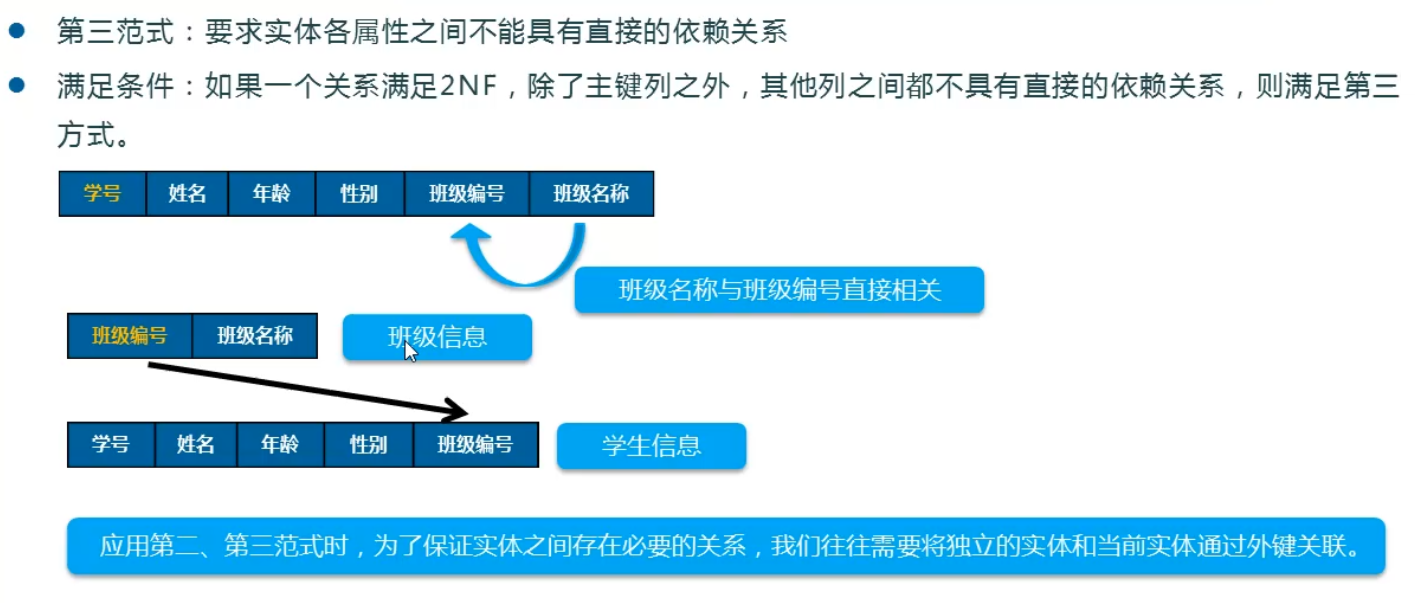 第三范式：要求实体各属性之间不能具有直接的依赖关系
满足条件：如果一个关系满足2NF，除了主键列之外，其他列之间都不具有直接的依赖关系，则满足第三
方式。
学号 姓名 年龄 性别 班级编号 班级名称
班级名称与班级编号直接相关
班级编号 班级名称 班级信息
学号 姓名 年龄 性别 班级编号 学生信息
应用第二、第三范式时，为了保证实体之间存在必要的关系，我们往往需要将独立的实体和当前实体通过外键关联。